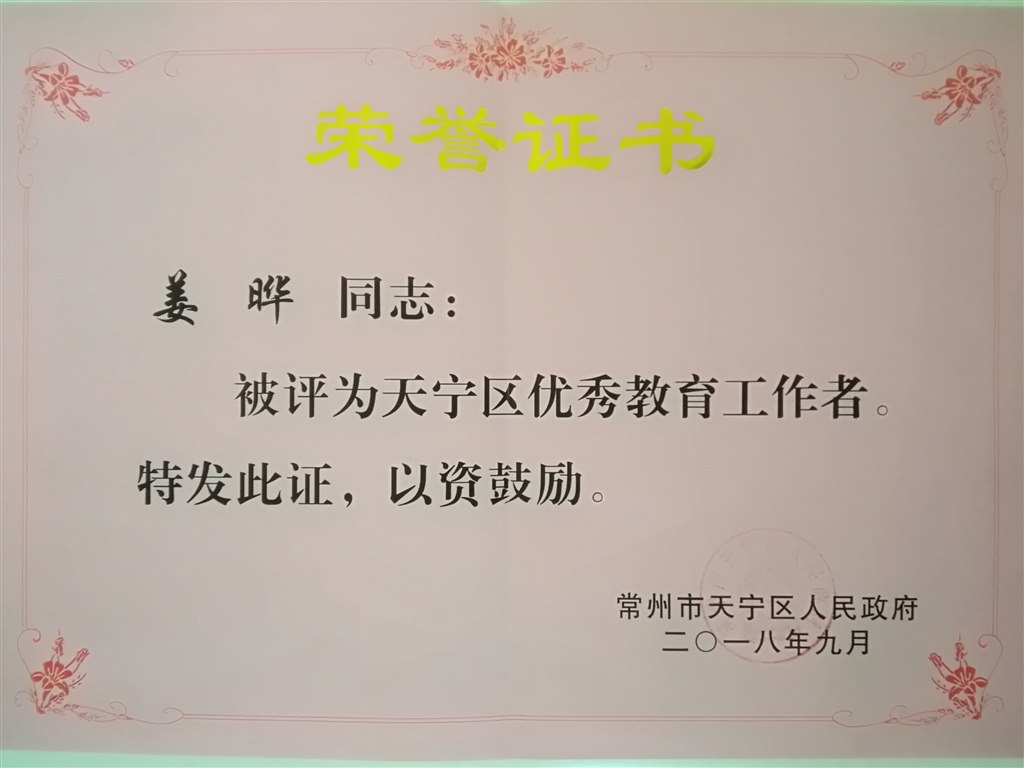 荣誉证书
姜 晔 同志：
被评为天宁区优秀教育工作者。
特发此证，以资鼓励。
常州市天宁区人民政府
二〇一八年九月